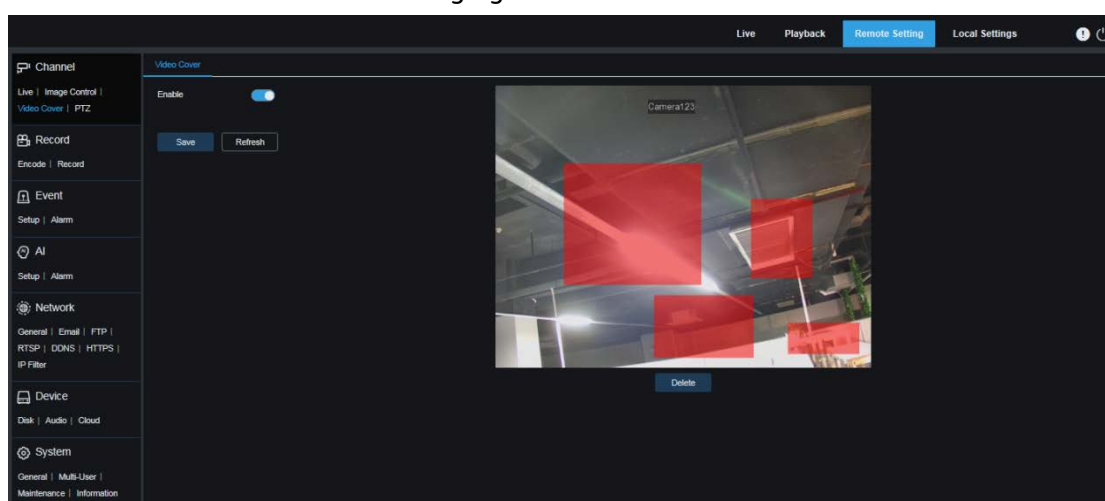 Live Playback Remote Setting Local Settings
Channel
Live | Image Control |
Video Cover | PTZ
Record
Encode | Record
Event
Setup | Alarm
AI
Setup | Alarm
Network
General | Email | FTP |
RTSP | DDNS | HTTPS |
IP Filter
Device
Disk | Audio | Cloud
System
General | Multi-User |
Maintenance | Information
Video Cover
Enable
Save Refresh
Camera123
Delete